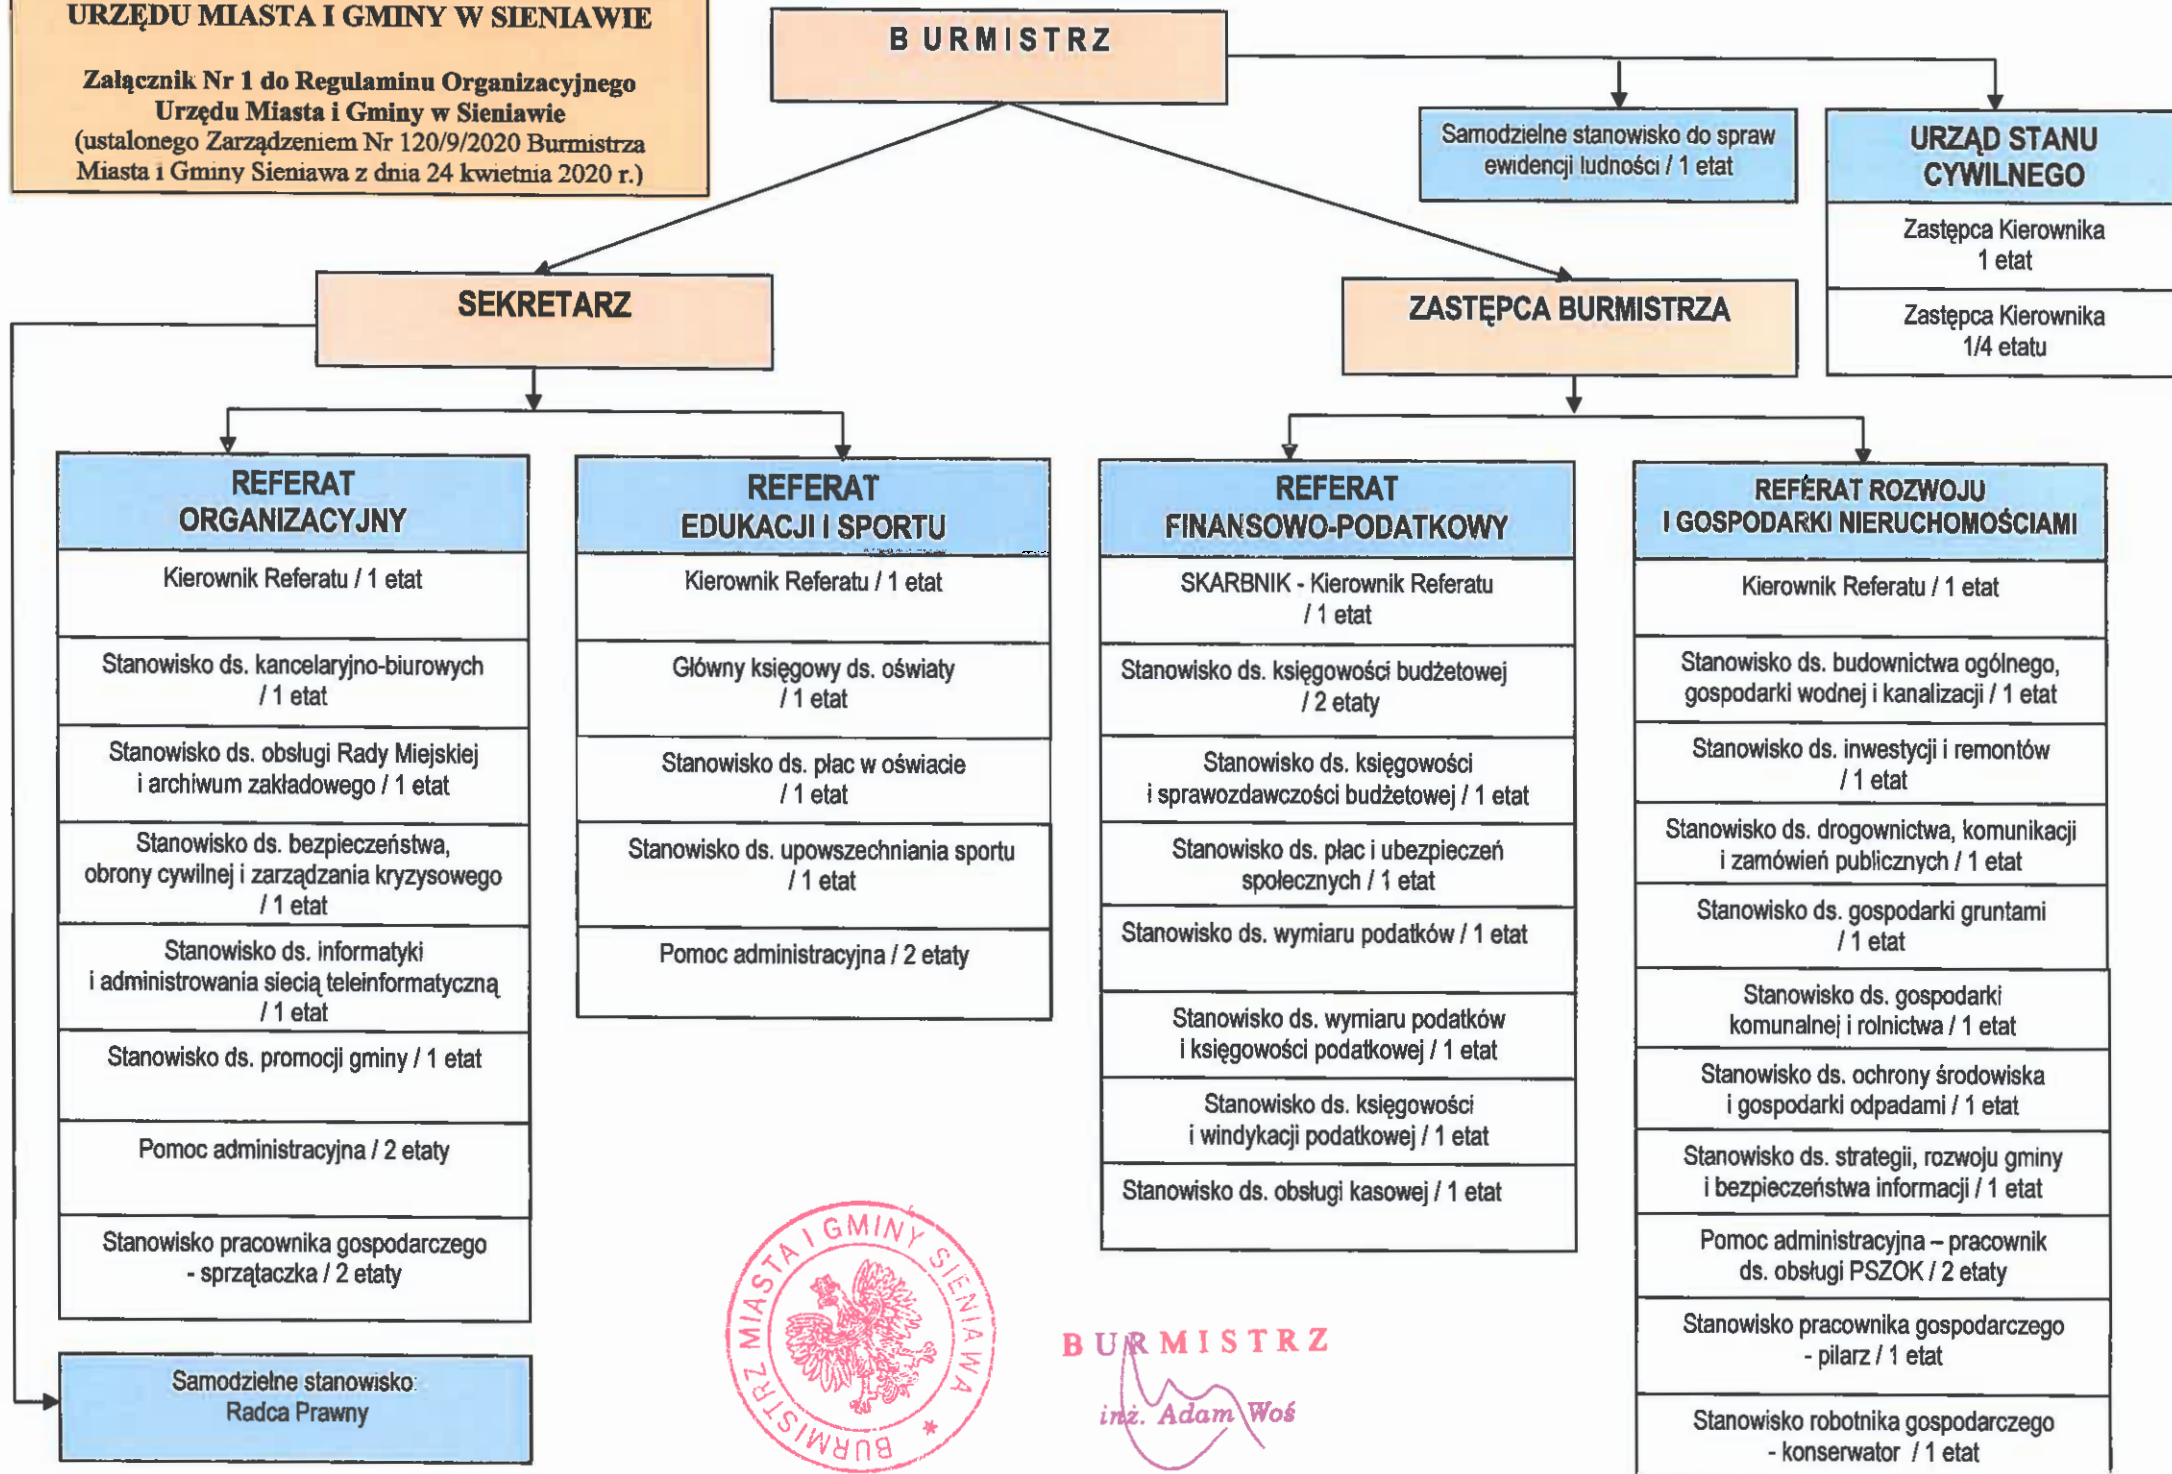 URZĘDU MIASTA I GMINY W SIENIAWIE
Załącznik Nr 1 do Regulaminu Organizacyjnego
Urzędu Miasta i Gminy w Sieniawie
(ustalonego Zarządzeniem Nr 120/9/2020 Burmistrza
Miasta i Gminy Sieniawa z dnia 24 kwietnia 2020 r.)
BURMISTRZ
Samodzielne stanowisko do spraw
ewidencji ludności / 1 etat
URZĄD STANU
CYWILNEGO
Zastępca Kierownika
1 etat
Zastępca Kierownika
1/4 etatu
SEKRETARZ
ZASTĘPCA BURMISTRZA
REFERAT
ORGANIZACYJNY
Kierownik Referatu / 1 etat
Stanowisko ds. kancelaryjno-biurowych
/ 1 etat
Stanowisko ds. obsługi Rady Miejskiej
i archiwum zakładowego / 1 etat
Stanowisko ds. bezpieczeństwa,
obrony cywilnej i zarządzania kryzysowego
/ 1 etat
Stanowisko ds. informatyki
i administrowania siecią teleinformatyczną
/ 1 etat
Stanowisko ds. promocji gminy / 1 etat
Pomoc administracyjna / 2 etaty
Stanowisko pracownika gospodarczego
- sprzątaczka / 2 etaty
Samodzielne stanowisko:
Radca Prawny
REFERAT
EDUKACJI I SPORTU
Kierownik Referatu / 1 etat
Główny księgowy ds. oświaty
/ 1 etat
Stanowisko ds. płac w oświacie
/ 1 etat
Stanowisko ds. upowszechniania sportu
/ 1 etat
Pomoc administracyjna / 2 etaty
REFERAT
FINANSOWO-PODATKOWY
SKARBNIK - Kierownik Referatu
/ 1 etat
Stanowisko ds. księgowości budżetowej
/ 2 etaty
Stanowisko ds. księgowości
i sprawozdawczości budżetowej / 1 etat
Stanowisko ds. płac i ubezpieczeń
społecznych / 1 etat
Stanowisko ds. wymiaru podatków / 1 etat
Stanowisko ds. wymiaru podatków
i księgowości podatkowej / 1 etat
Stanowisko ds. księgowości
i windykacji podatkowej / 1 etat
Stanowisko ds. obsługi kasowej / 1 etat
REFERAT ROZWOJU
I GOSPODARKI NIERUCHOMOŚCIAMI
Kierownik Referatu / 1 etat
Stanowisko ds. budownictwa ogólnego,
gospodarki wodnej i kanalizacji / 1 etat
Stanowisko ds. inwestycji i remontów
/ 1 etat
Stanowisko ds. drogownictwa, komunikacji
i zamówień publicznych / 1 etat
Stanowisko ds. gospodarki gruntami
/ 1 etat
Stanowisko ds. gospodarki
komunalnej i rolnictwa / 1 etat
Stanowisko ds. ochrony środowiska
i gospodarki odpadami / 1 etat
Stanowisko ds. strategii, rozwoju gminy
i bezpieczeństwa informacji / 1 etat
Pomoc administracyjna – pracownik
ds. obsługi PSZOK / 2 etaty
Stanowisko pracownika gospodarczego
- pilarz / 1 etat
Stanowisko robotnika gospodarczego
- konserwator / 1 etat
BURMISTRZ MIASTA I GMINY SIENIAWA *
BURMISTRZ
inż. Adam Woś